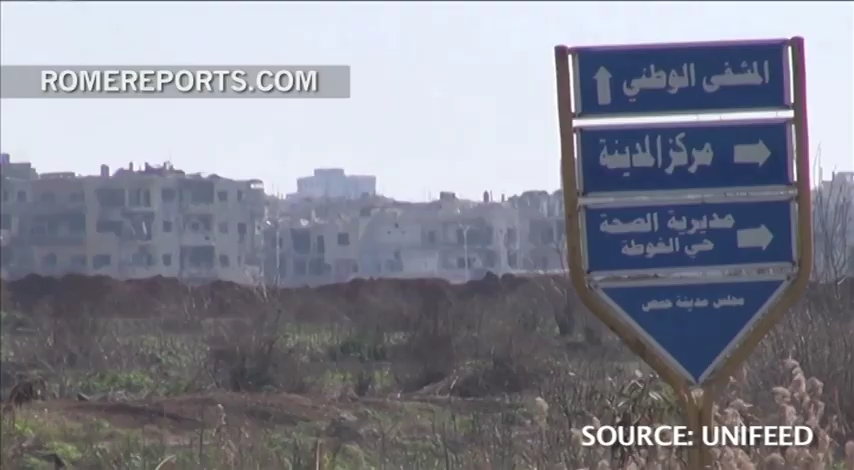 ROMEREPORTS.COM
المشفى الوطني
مركز المدينة
مديرية الصحة
حي الغوطة
مجلس مدينة حمص
SOURCE: UNIFEED